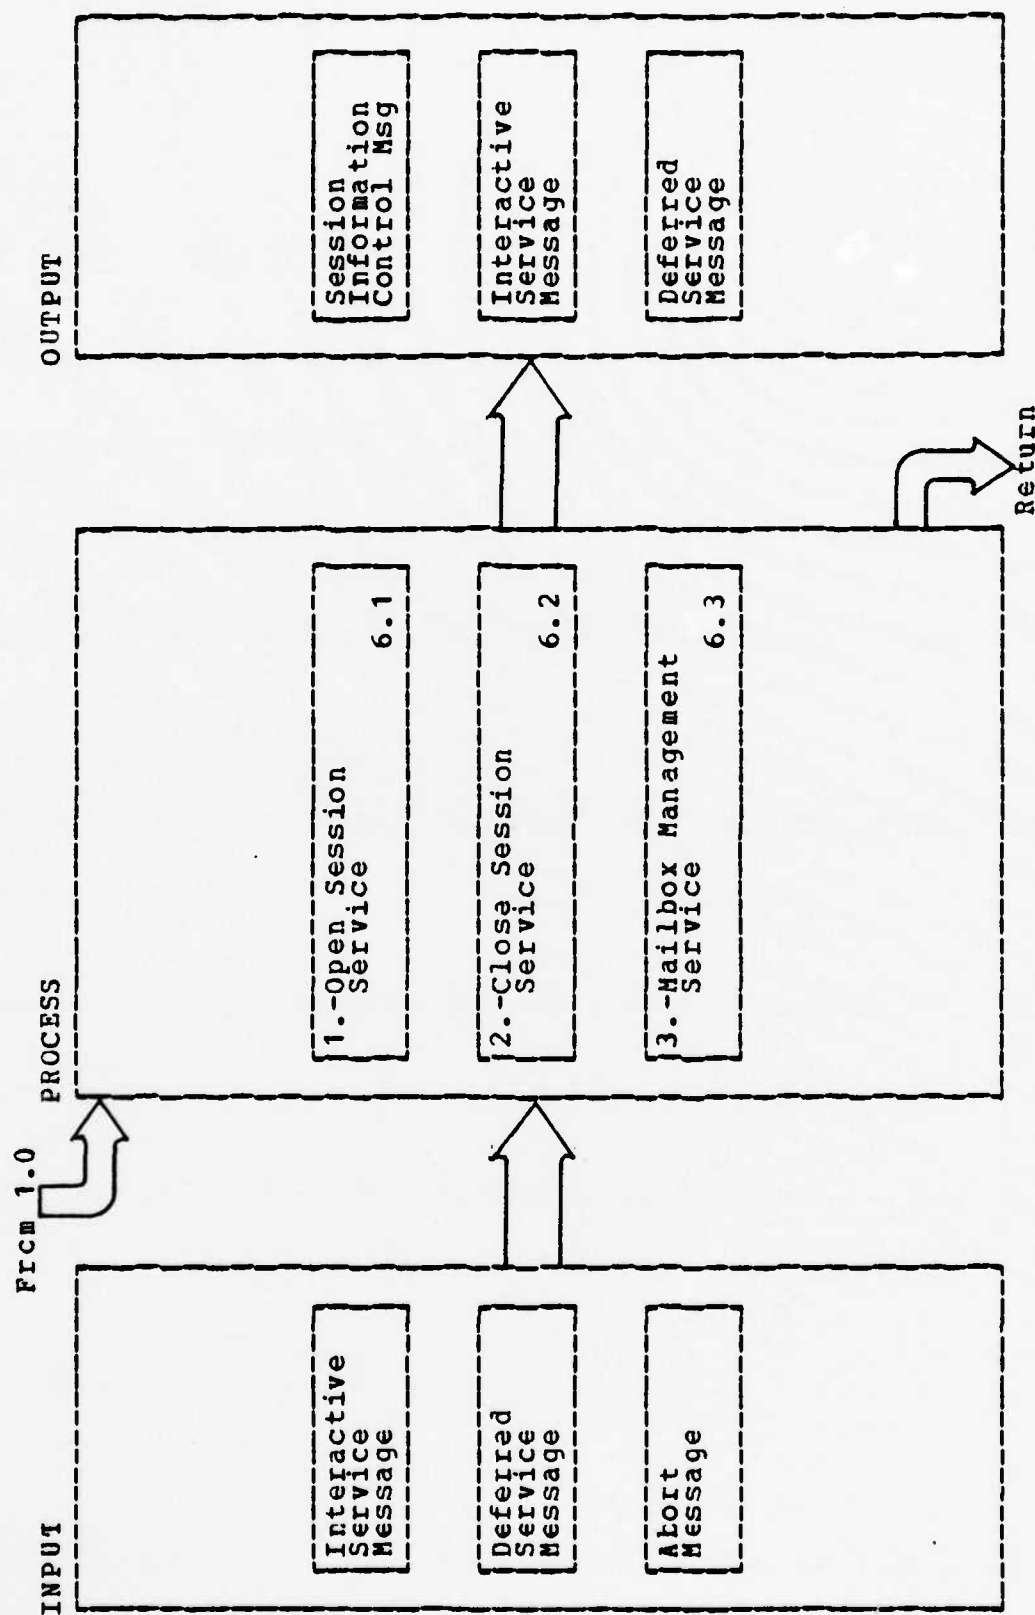 From 1.0
INPUT
Interactive
Service
Message
Deferred
Service
Message
Abort
Message
PROCESS
1.-Open Session
Service
6.1
2.-Close Session
Service
6.2
3.-Mailbox Management
Service
6.3
Return
OUTPUT
Session
Information
Control Msg
Interactive
Service
Message
Deferred
Service
Message